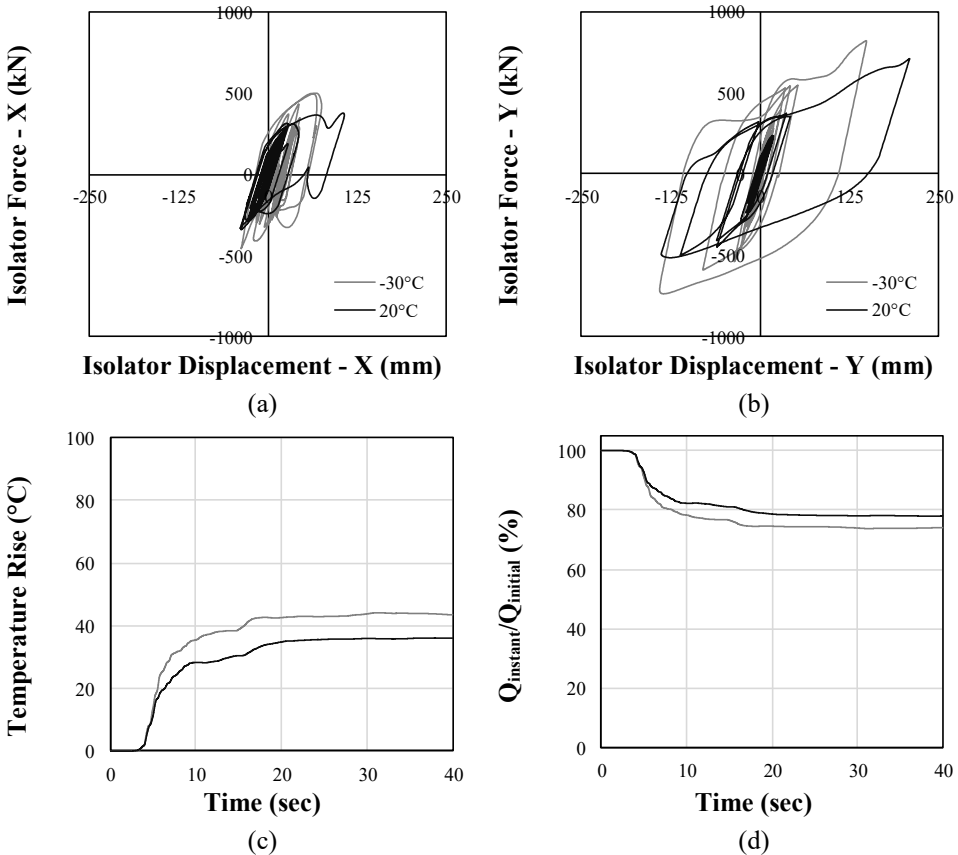 1000
500
0
-500
-1000
-250
-125
125
250
Isolator Force - X (kN)
-30°C
20°C
Isolator Displacement - X (mm)
(a)
1000
500
0
-500
-1000
-250
-125
125
250
Isolator Force - Y (kN)
-30°C
20°C
Isolator Displacement - Y (mm)
(b)
100
80
60
40
20
0
Temperature Rise (°C)
0 10 20 30 40
Time (sec)
(c)
100
80
60
40
20
0
Qinstant/Qinitial (%)
0 10 20 30 40
Time (sec)
(d)